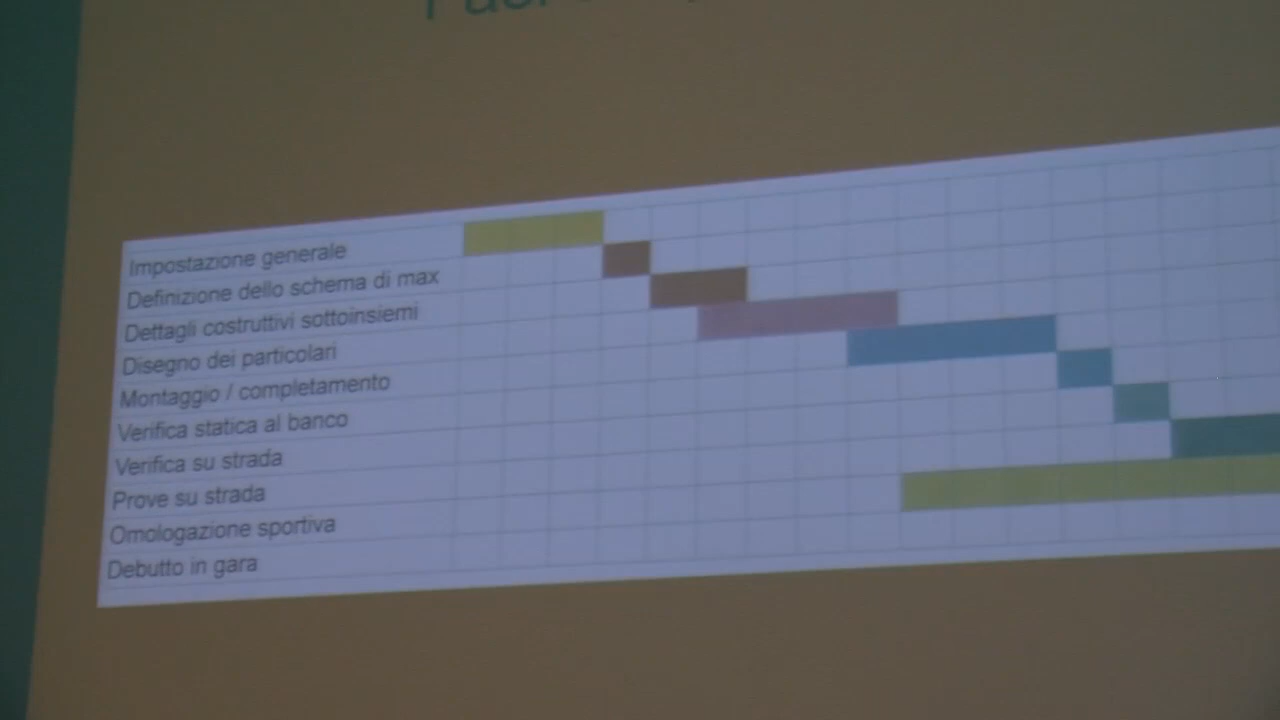 Impostazione generale
Definizione dello schema di max
Dettagli costruttivi sottoinsiemi
Disegno dei particolari
Montaggio / completamento
Verifica statica al banco
Verifica su strada
Prove su strada
Omologazione sportiva
Debutto in gara